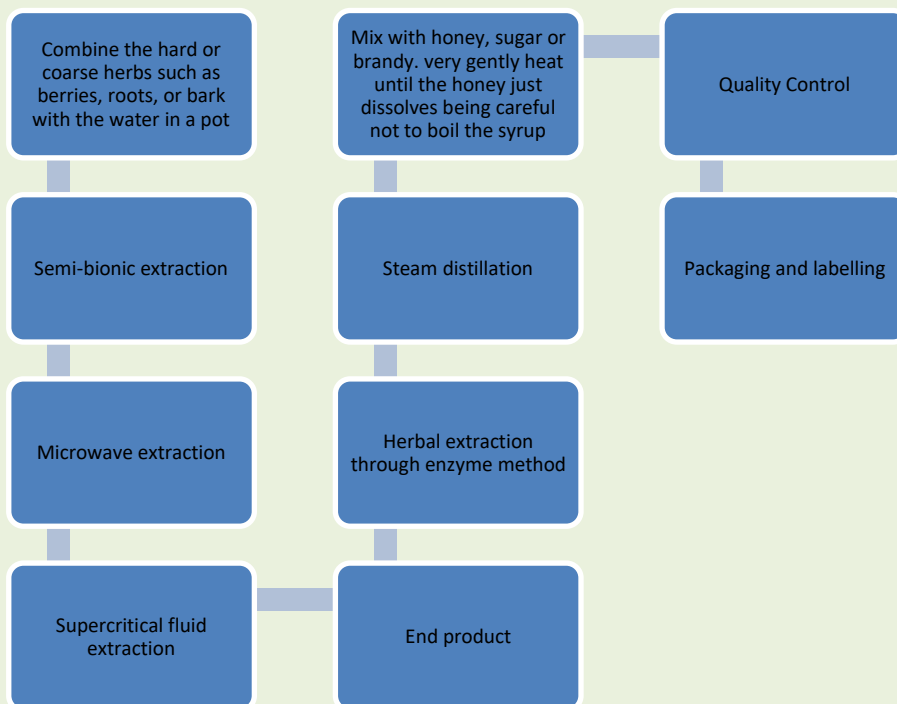 Combine the hard or
coarse herbs such as
berries, roots, or bark
with the water in a pot
Semi-bionic extraction
Microwave extraction
Supercritical fluid
extraction
End product
Herbal extraction
through enzyme method
Steam distillation
Mix with honey, sugar or
brandy. very gently heat
until the honey just
dissolves being careful
not to boil the syrup
Quality Control
Packaging and labelling